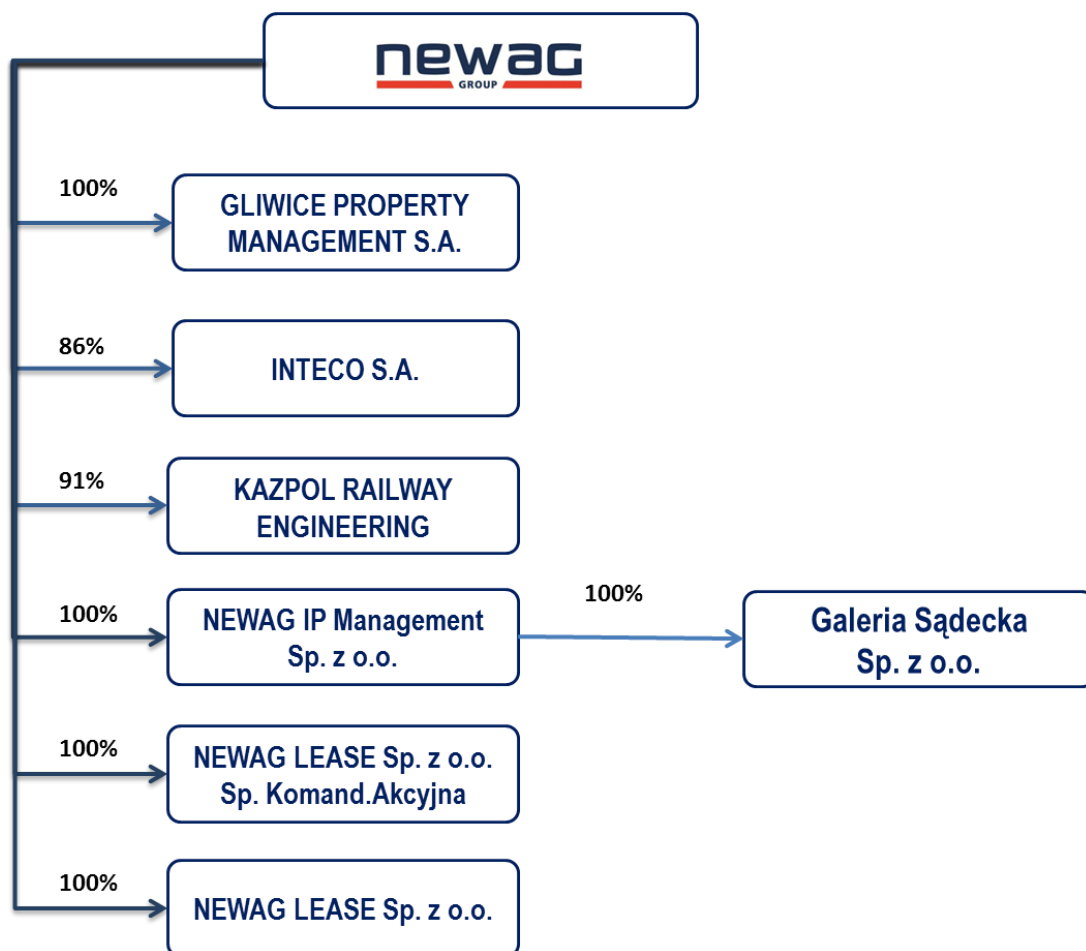 newag
GROUP
100%
GLIWICE PROPERTY
MANAGEMENT S.A.
86%
INTECO S.A.
91%
KAZPOL RAILWAY
ENGINEERING
100%
NEWAG IP Management
Sp. z o.o.
100%
Galeria Sądecka
Sp. z o.o.
100%
NEWAG LEASE Sp. z o.o.
Sp. Komand.Akcyjna
100%
NEWAG LEASE Sp. z o.o.